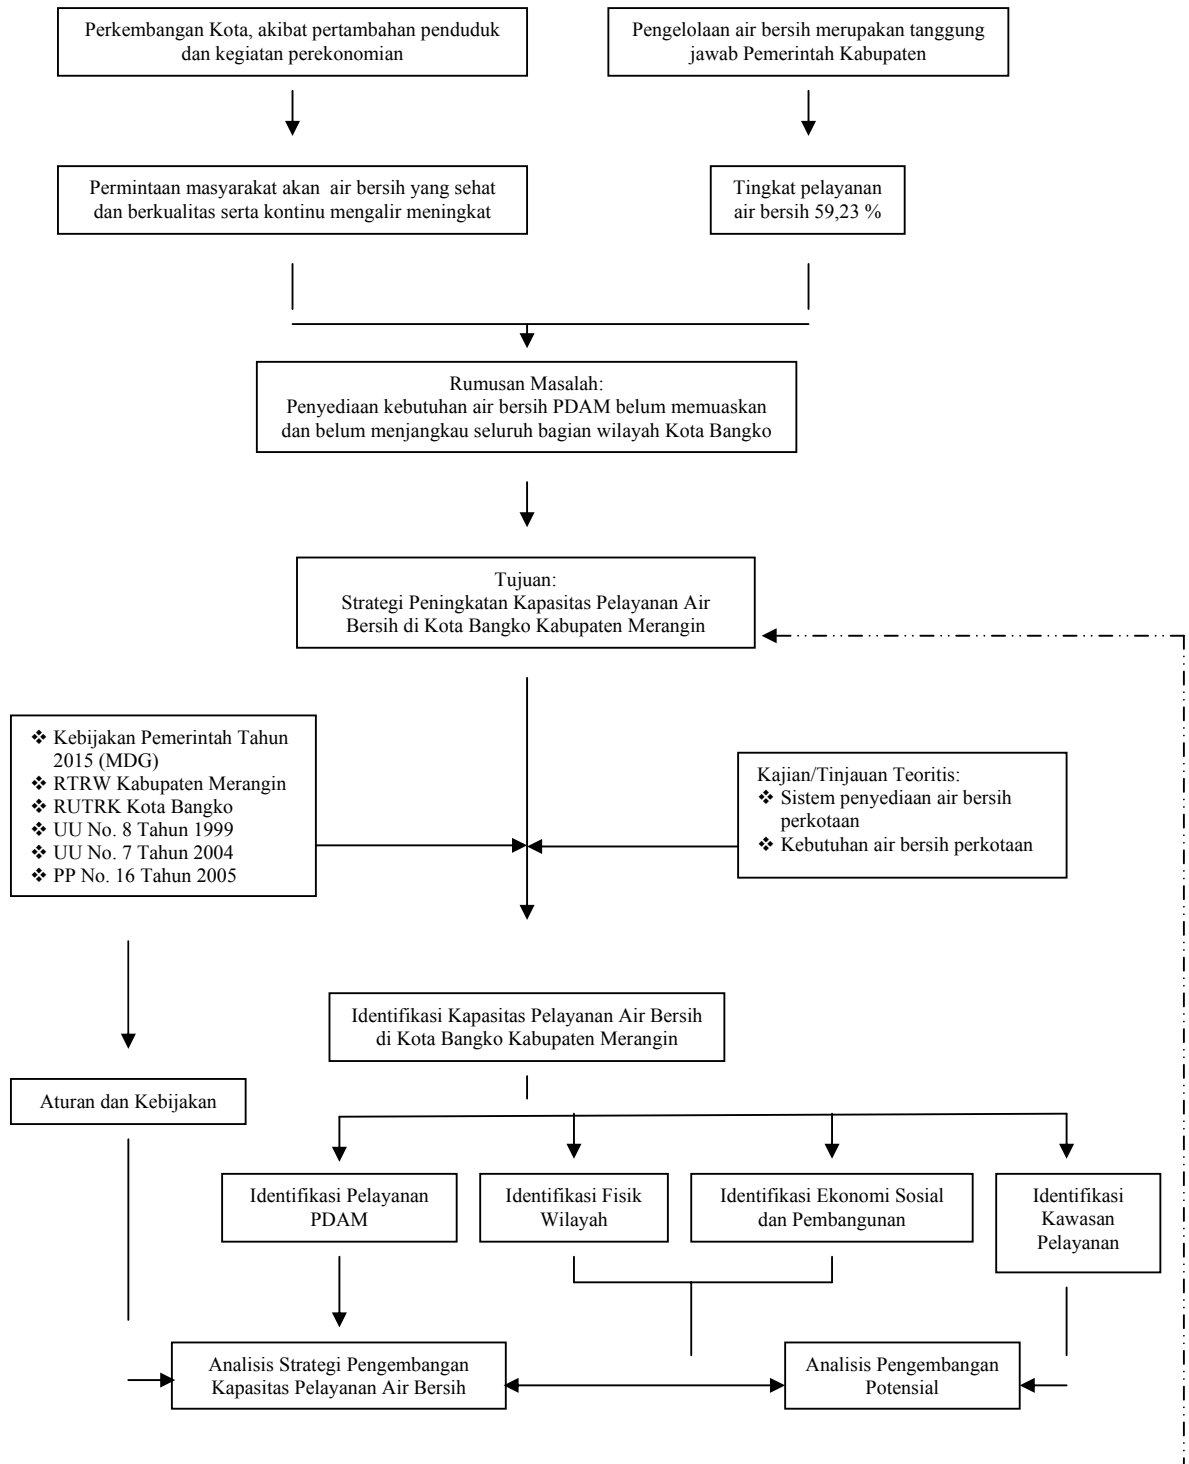 Perkembangan Kota, akibat pertambahan penduduk
dan kegiatan perekonomian
Pengelolaan air bersih merupakan tanggung
jawab Pemerintah Kabupaten
Permintaan masyarakat akan air bersih yang sehat
dan berkualitas serta kontinu mengalir meningkat
Tingkat pelayanan
air bersih 59,23 %
Rumusan Masalah:
Penyediaan kebutuhan air bersih PDAM belum memuaskan
dan belum menjangkau seluruh bagian wilayah Kota Bangko
Tujuan:
Strategi Peningkatan Kapasitas Pelayanan Air
Bersih di Kota Bangko Kabupaten Merangin
❖ Kebijakan Pemerintah Tahun
2015 (MDG)
❖ RTRW Kabupaten Merangin
❖ RUTRK Kota Bangko
❖ UU No. 8 Tahun 1999
❖ UU No. 7 Tahun 2004
❖ PP No. 16 Tahun 2005
Kajian/Tinjauan Teoritis:
❖ Sistem penyediaan air bersih
perkotaan
❖ Kebutuhan air bersih perkotaan
Identifikasi Kapasitas Pelayanan Air Bersih
di Kota Bangko Kabupaten Merangin
Aturan dan Kebijakan
Identifikasi Pelayanan
PDAM
Identifikasi Fisik
Wilayah
Identifikasi Ekonomi Sosial
dan Pembangunan
Identifikasi
Kawasan
Pelayanan
Analisis Strategi Pengembangan
Kapasitas Pelayanan Air Bersih
Analisis Pengembangan
Potensial